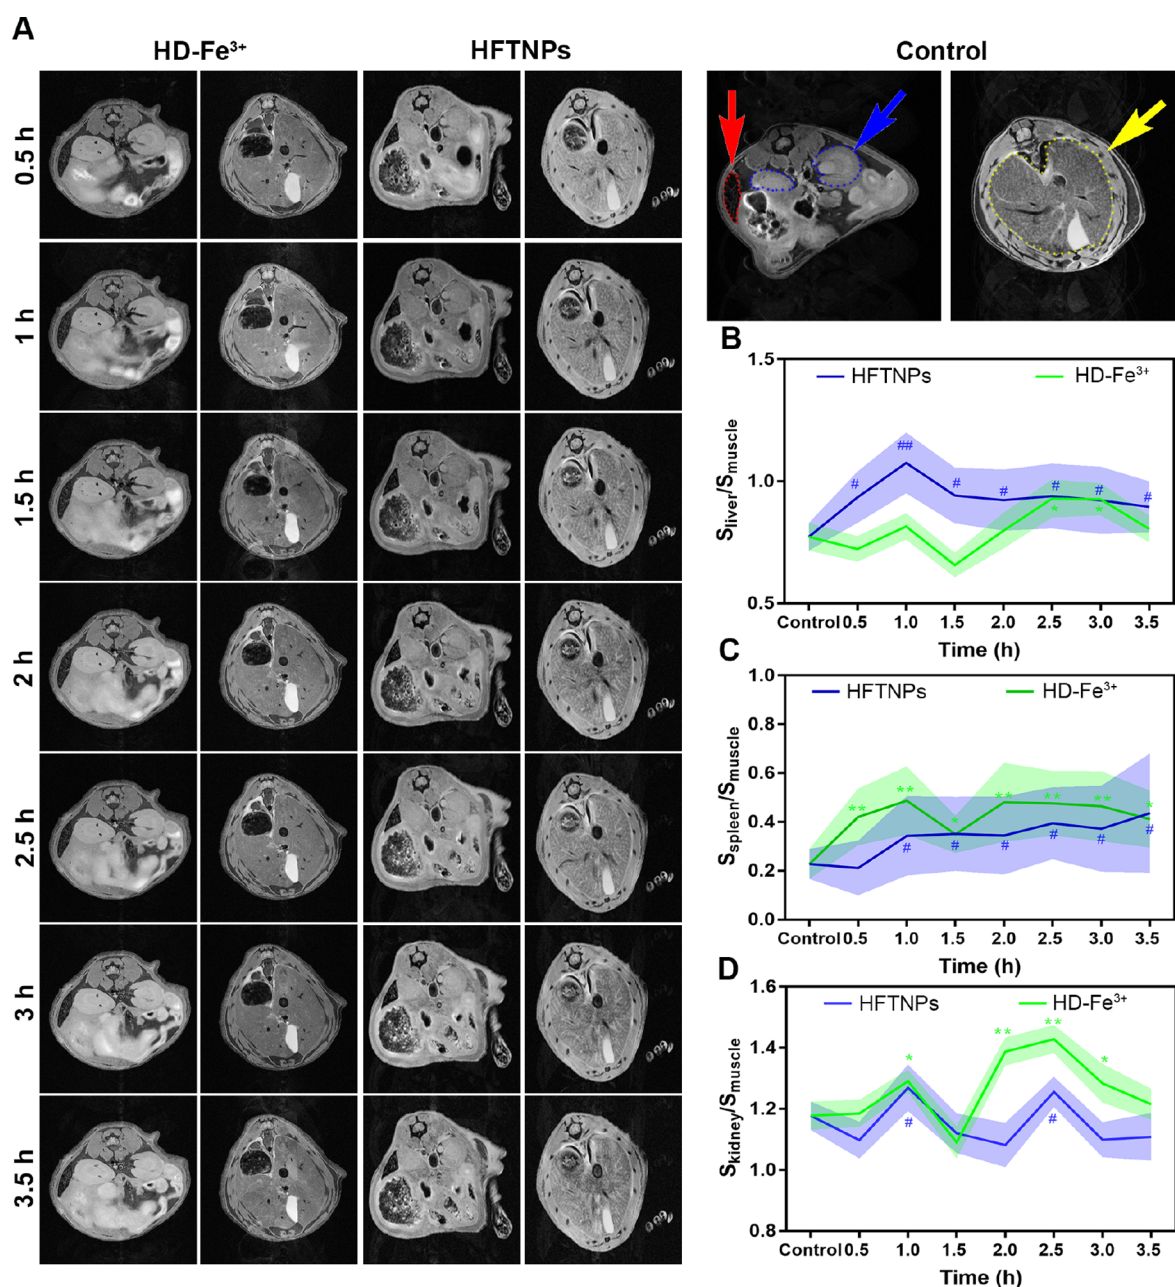 A
HD-Fe³⁺
HFTNPs
Control
0.5 h
1 h
1.5 h
2 h
2.5 h
3 h
3.5 h
B
1.5
1.0
0.5
S_liver/S_muscle
HFTNPs
HD-Fe³⁺
#
##
#
#
#
#
#
*
*
Control 0.5 1.0 1.5 2.0 2.5 3.0 3.5
Time (h)
C
1.0
0.8
0.6
0.4
0.2
0.0
S_spleen/S_muscle
HFTNPs
HD-Fe³⁺
**
**
*
**
**
**
*
#
#
#
#
#
#
Control 0.5 1.0 1.5 2.0 2.5 3.0 3.5
Time (h)
D
1.6
1.4
1.2
1.0
0.8
S_kidney/S_muscle
HFTNPs
HD-Fe³⁺
*
**
**
*
#
#
Control 0.5 1.0 1.5 2.0 2.5 3.0 3.5
Time (h)